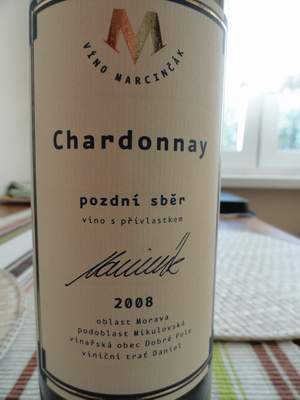 VÍNO MARCINČÁK
Chardonnay
pozdní sběr
víno s přívlastkem
2008
oblast Morava
podoblast Mikulovská
vinařská obec Dobré Pole
viniční trať Daniel